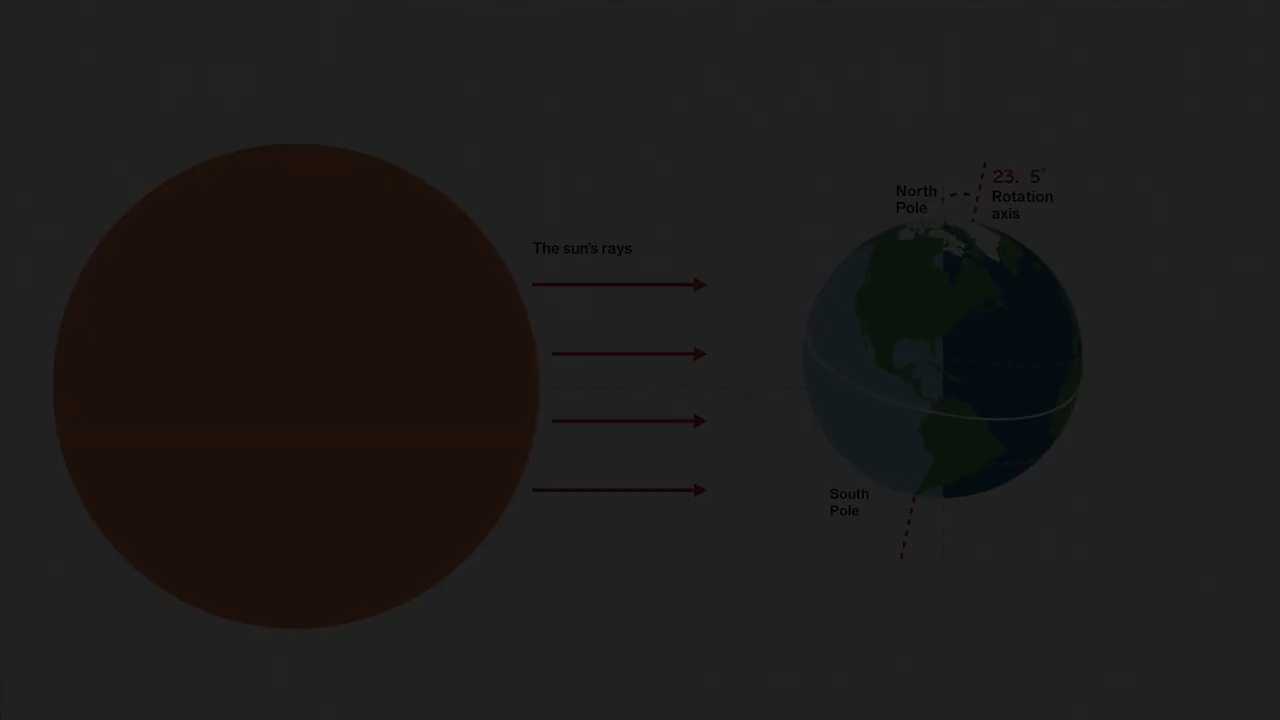 23. 5°
North
Pole
Rotation
axis
The sun's rays
South
Pole